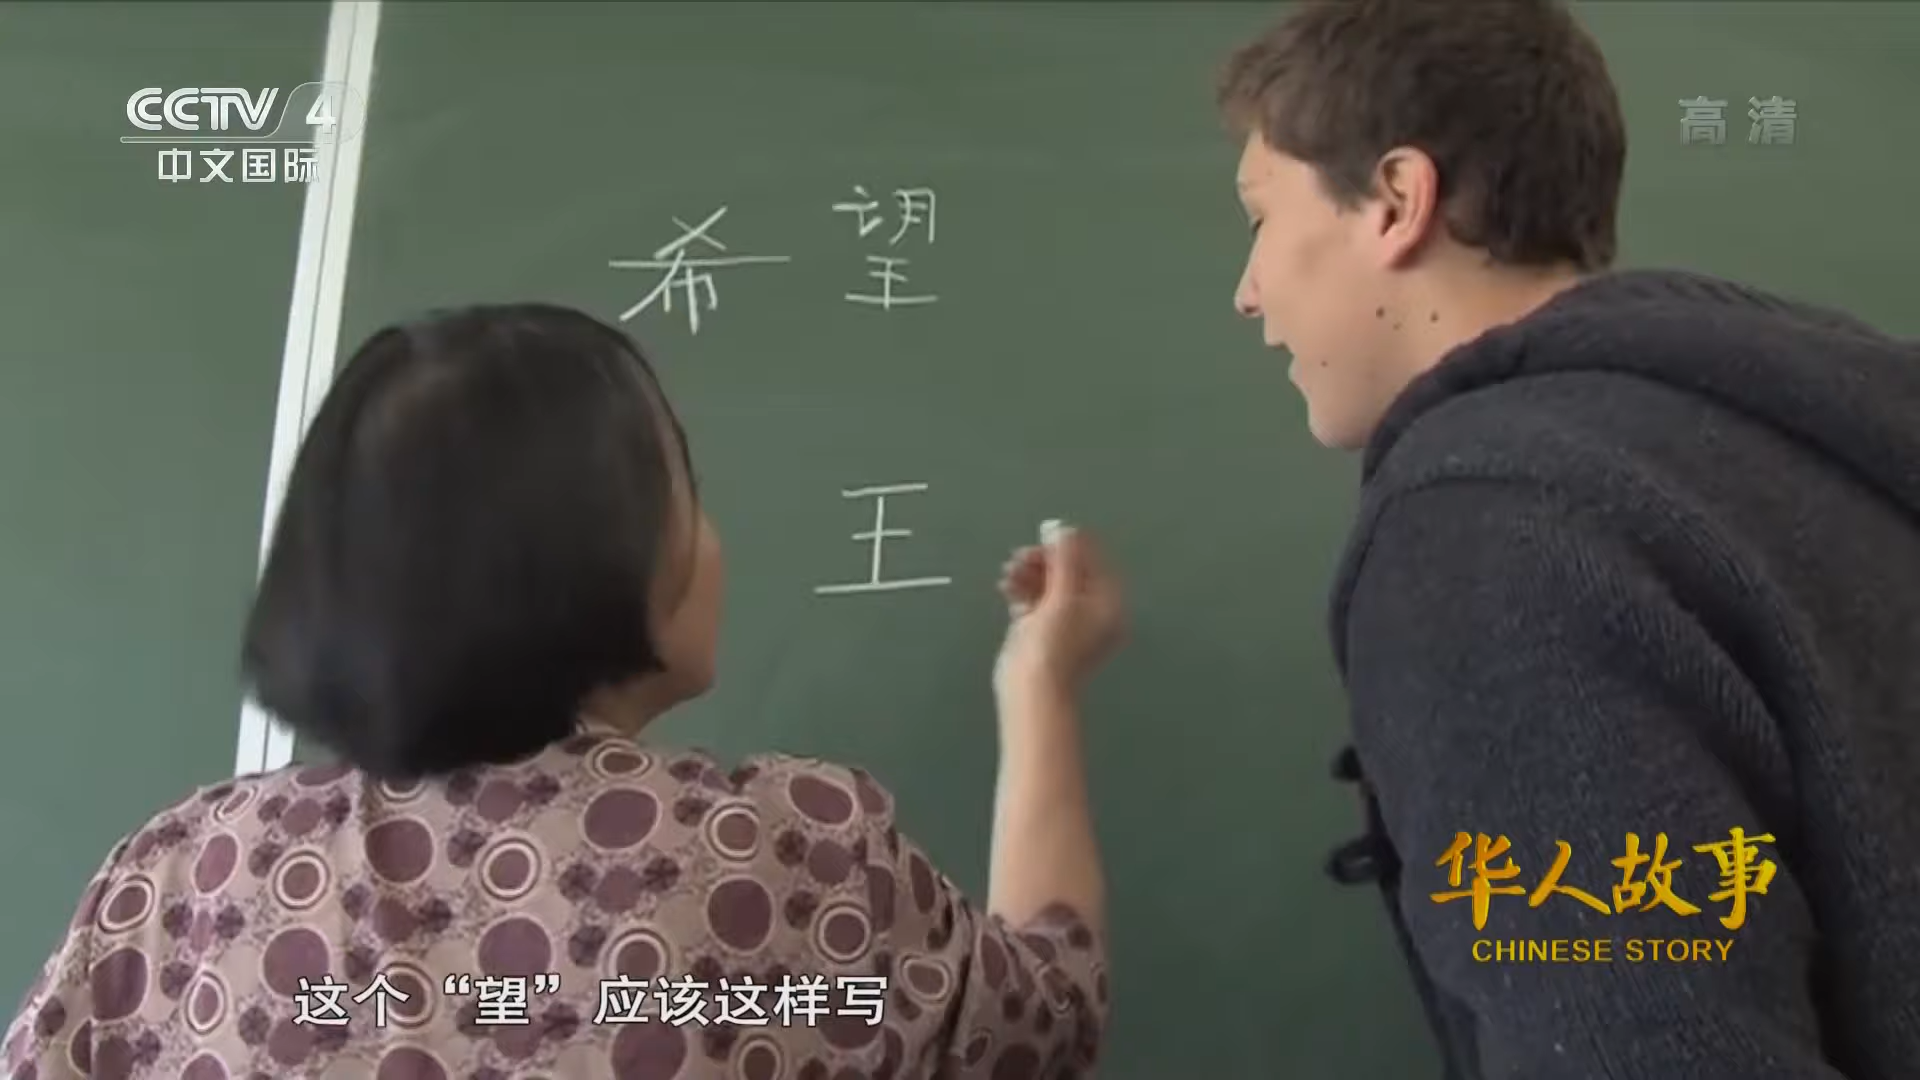 CCTV 4
中文国际
高清
希望
王
华人故事
CHINESE STORY
这个“望”应该这样写